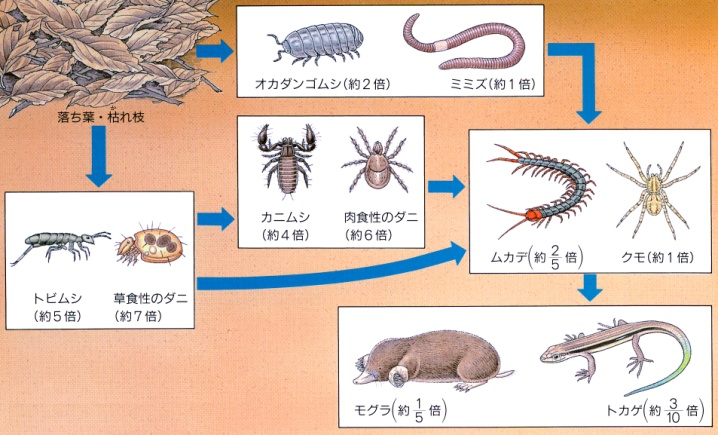 落ち葉・枯れ枝
か
オカダンゴムシ(約2倍)
ミミズ(約1倍)
カニムシ
(約4倍)
肉食性のダニ
(約6倍)
ムカデ(約2/5倍)
クモ(約1倍)
トビムシ
(約5倍)
草食性のダニ
(約7倍)
モグラ(約1/5倍)
トカゲ(約3/10倍)